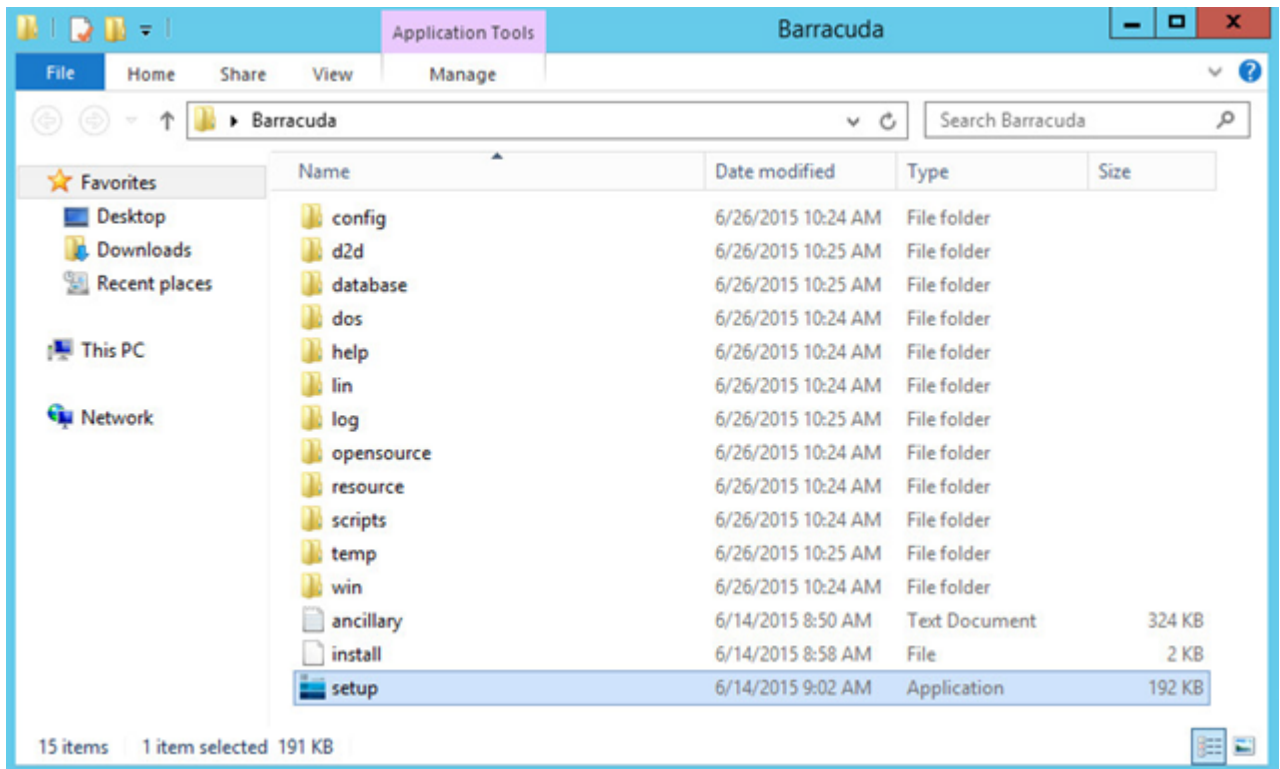 Application Tools Barracuda
File Home Share View Manage
Barracuda Search Barracuda
Name Date modified Type Size
Favorites
Desktop
Downloads
Recent places
This PC
Network
config 6/26/2015 10:24 AM File folder
d2d 6/26/2015 10:25 AM File folder
database 6/26/2015 10:25 AM File folder
dos 6/26/2015 10:24 AM File folder
help 6/26/2015 10:24 AM File folder
lin 6/26/2015 10:24 AM File folder
log 6/26/2015 10:25 AM File folder
opensource 6/26/2015 10:24 AM File folder
resource 6/26/2015 10:24 AM File folder
scripts 6/26/2015 10:24 AM File folder
temp 6/26/2015 10:25 AM File folder
win 6/26/2015 10:24 AM File folder
ancillary 6/14/2015 8:50 AM Text Document 324 KB
install 6/14/2015 8:58 AM File 2 KB
setup 6/14/2015 9:02 AM Application 192 KB
15 items 1 item selected 191 KB